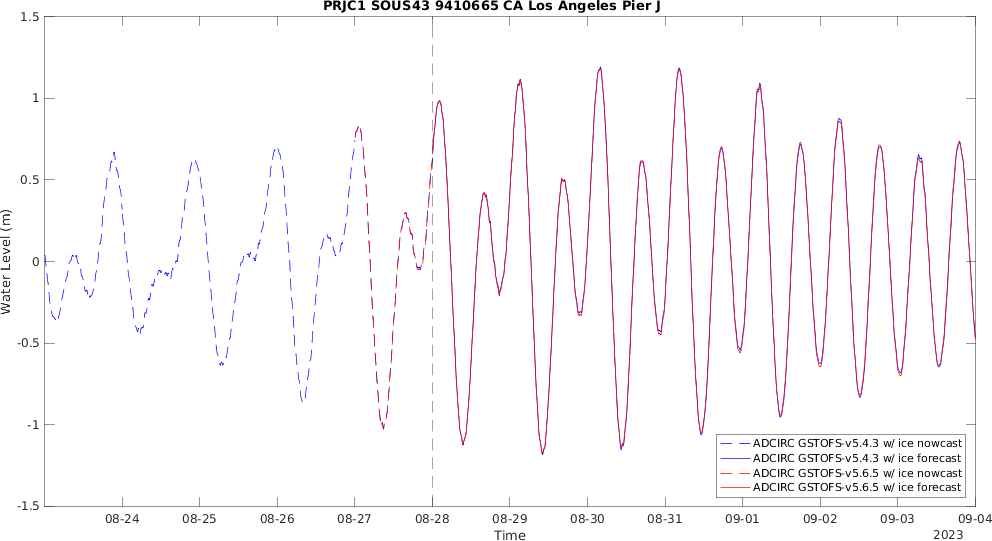 PRJC1 SOUS43 9410665 CA Los Angeles Pier J
1.5
1
0.5
0
-0.5
-1
-1.5
Water Level (m)
ADCIRC GSTOFS-v5.4.3 w/ ice nowcast
ADCIRC GSTOFS-v5.4.3 w/ ice forecast
ADCIRC GSTOFS-v5.6.5 w/ ice nowcast
ADCIRC GSTOFS-v5.6.5 w/ ice forecast
08-24 08-25 08-26 08-27 08-28 08-29 08-30 08-31 09-01 09-02 09-03 09-04
Time
2023